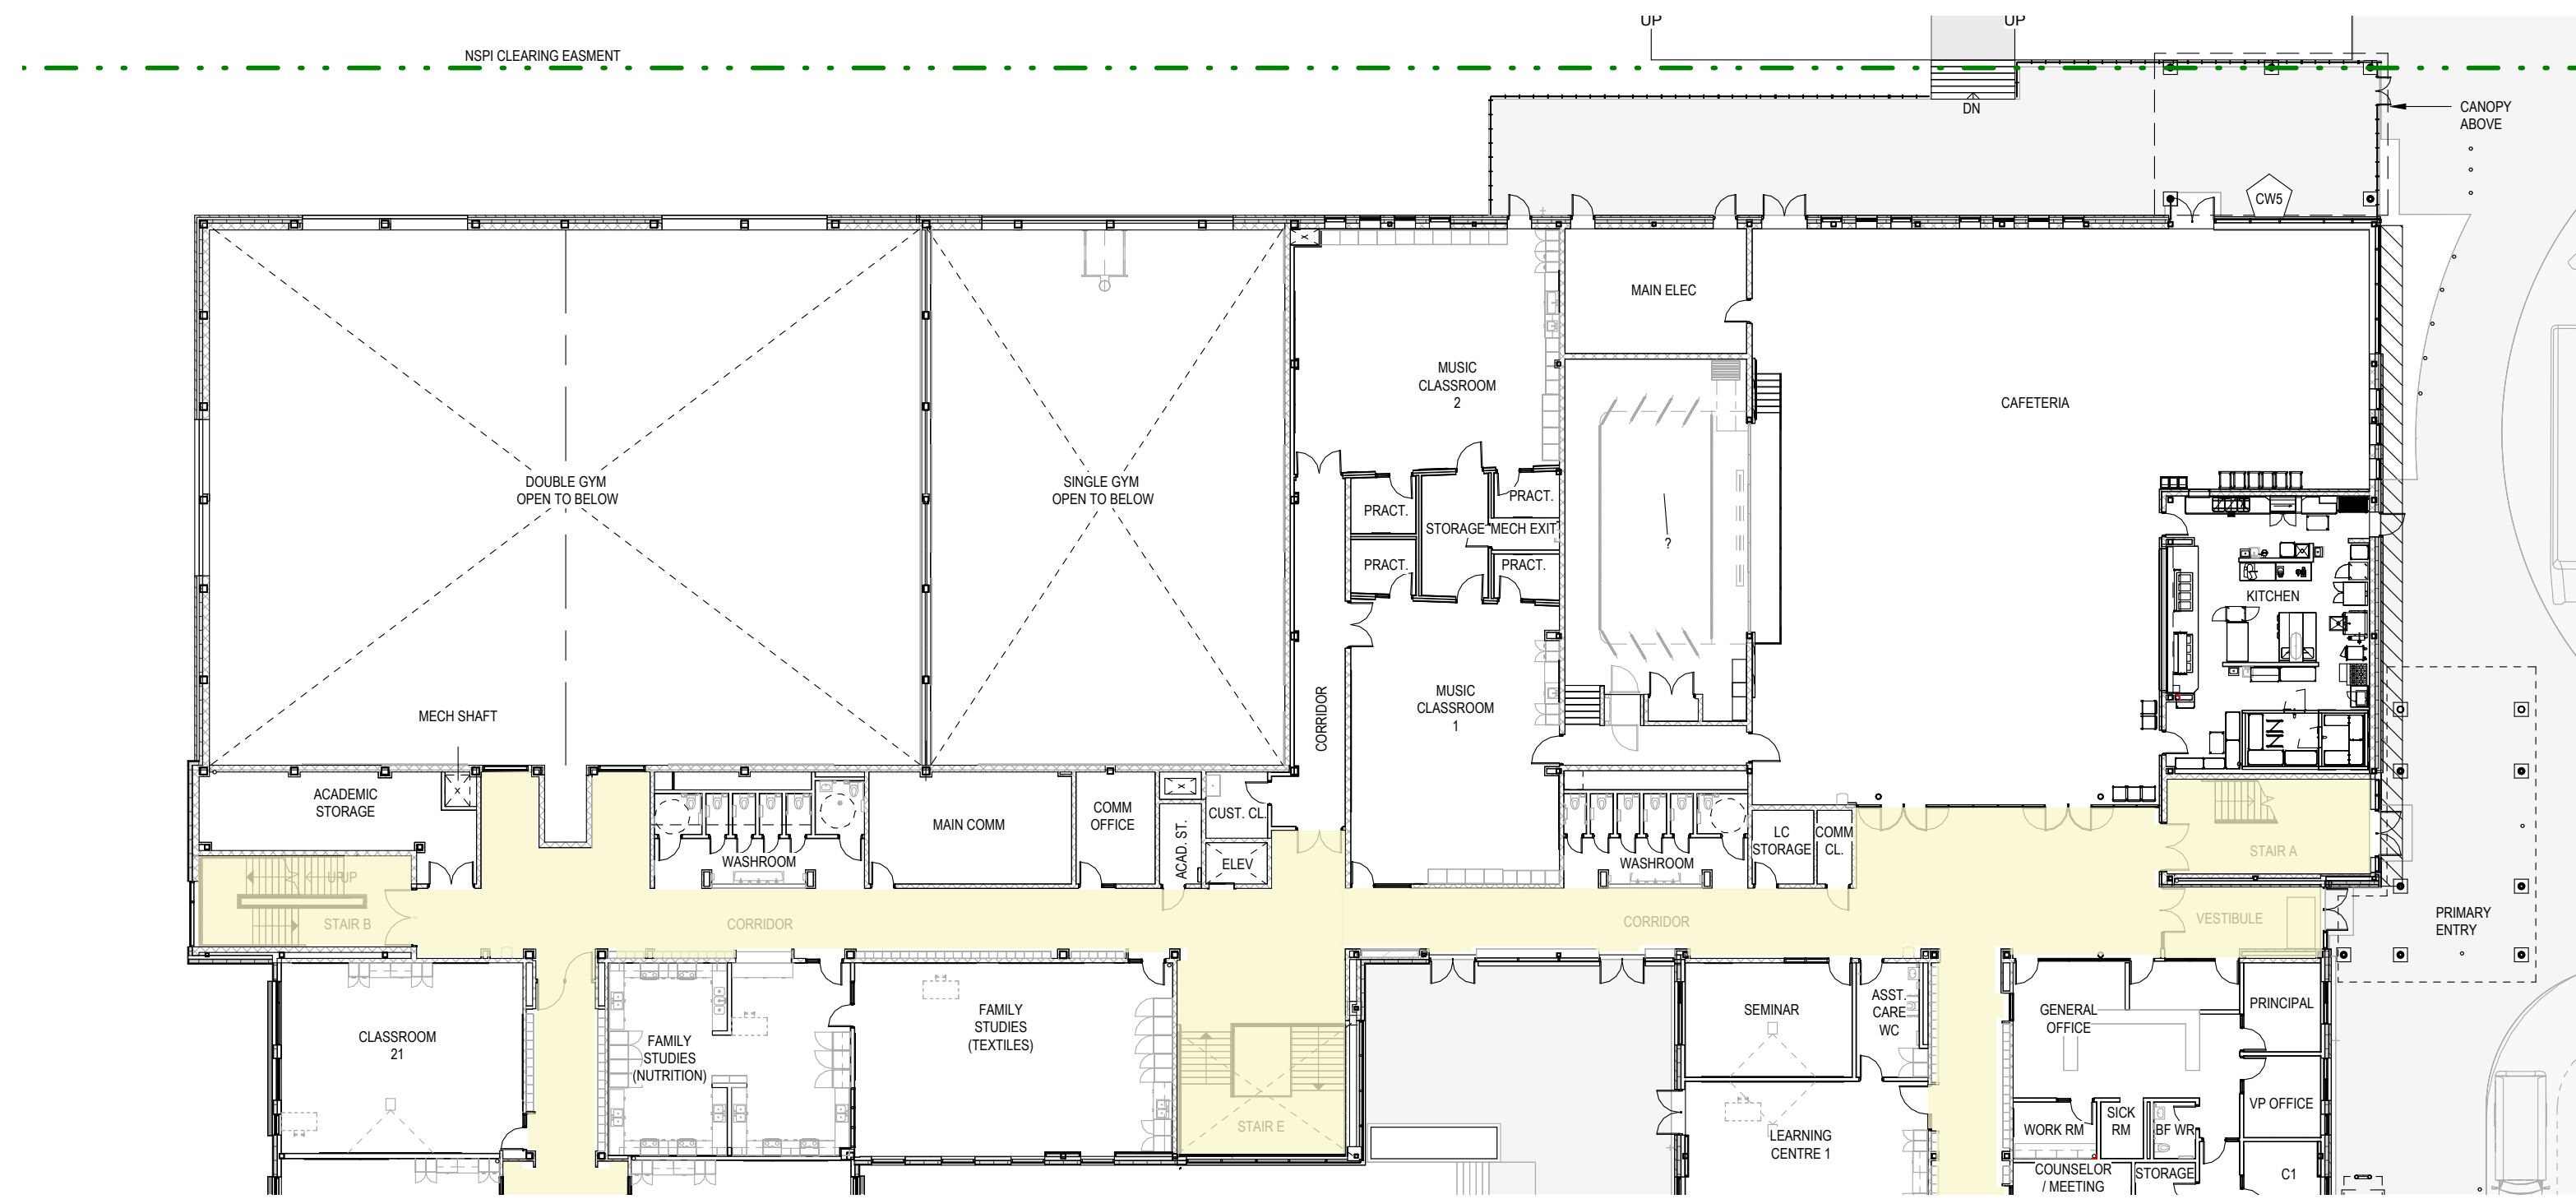 UP
UP
NSPI CLEARING EASMENT
DN
CANOPY
ABOVE
CW5
MAIN ELEC
MUSIC
CLASSROOM
2
CAFETERIA
DOUBLE GYM
OPEN TO BELOW
SINGLE GYM
OPEN TO BELOW
PRACT.
PRACT.
STORAGE
MECH EXIT
?
PRACT.
PRACT.
KITCHEN
MUSIC
CLASSROOM
1
CORRIDOR
MECH SHAFT
ACADEMIC
STORAGE
MAIN COMM
COMM
OFFICE
CUST. CL.
ACAD. ST.
ELEV
WASHROOM
WASHROOM
LC
STORAGE
COMM
CL.
STAIR A
UP
UP
STAIR B
CORRIDOR
CORRIDOR
VESTIBULE
PRIMARY
ENTRY
CLASSROOM
21
FAMILY
STUDIES
(NUTRITION)
FAMILY
STUDIES
(TEXTILES)
STAIR E
SEMINAR
ASST.
CARE
WC
GENERAL
OFFICE
PRINCIPAL
VP OFFICE
LEARNING
CENTRE 1
WORK RM
SICK
RM
BF WR
COUNSELOR
/ MEETING
STORAGE
C1